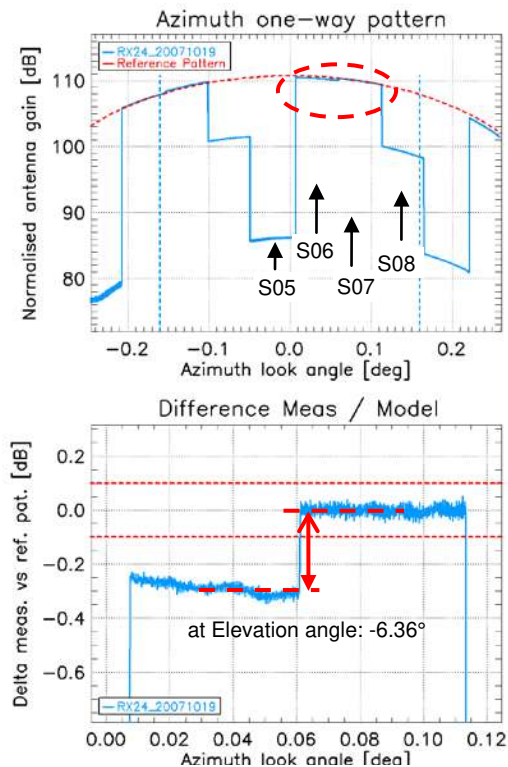 Azimuth one-way pattern
Normalised antenna gain [dB]
110
100
90
80
RX24_20071019
Reference Pattern
S05
S06
S07
S08
-0.2
-0.1
0.0
0.1
0.2
Azimuth look angle [deg]
Difference Meas / Model
Delta meas. vs ref. pat. [dB]
0.2
0.0
-0.2
-0.4
-0.6
at Elevation angle: -6.36°
RX24_20071019
0.00
0.02
0.04
0.06
0.08
0.10
0.12
Azimuth look angle [deg]